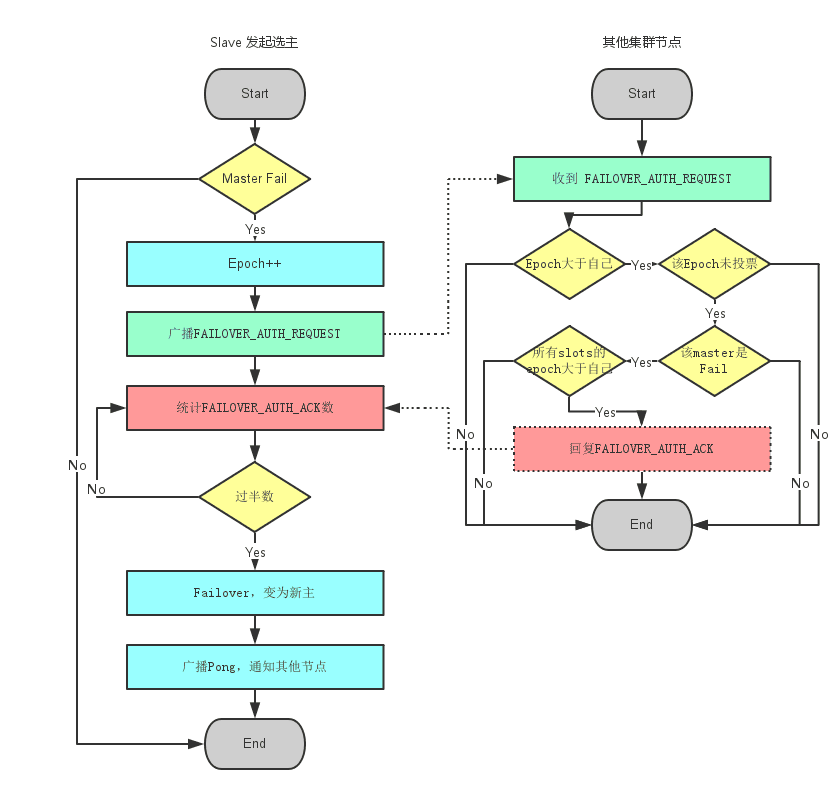 Slave 发起选主
Start
Master Fail
Yes
Epoch++
广播FAILOVER_AUTH_REQUEST
统计FAILOVER_AUTH_ACK数
No
No
过半数
Yes
Failover，变为新主
广播Pong，通知其他节点
End
其他集群节点
Start
收到 FAILOVER_AUTH_REQUEST
Epoch大于自己
Yes
该Epoch未投票
Yes
所有slots的
epoch大于自己
Yes
该master是
Fail
Yes
No
No
回复FAILOVER_AUTH_ACK
No
No
End